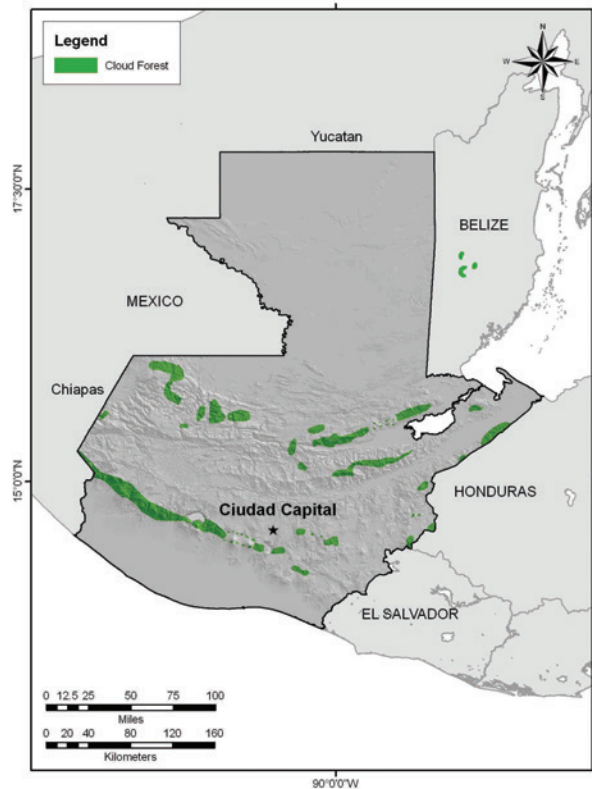 Legend
Cloud Forest
N
W E
S
Yucatan
17°30'0"N
BELIZE
MEXICO
Chiapas
15°0'0"N
Ciudad Capital
HONDURAS
EL SALVADOR
0 12.5 25 50 75 100
Miles
0 20 40 80 120 160
Kilometers
90°0'0"W